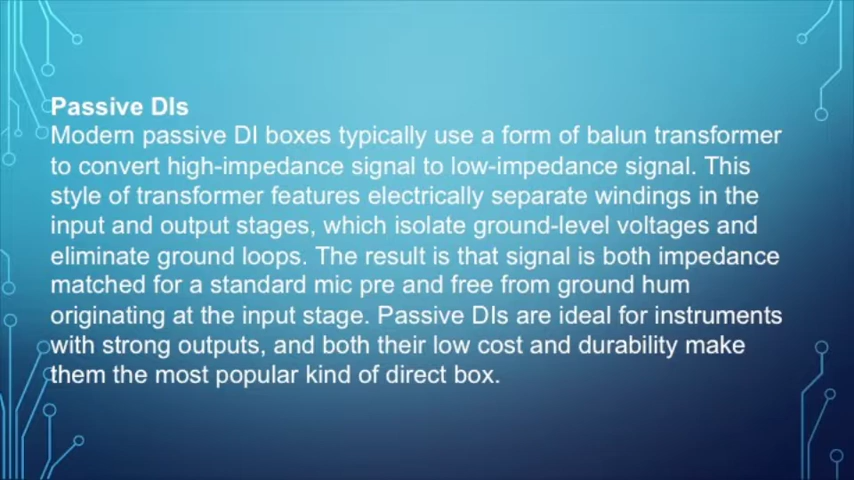 Passive DIs
Modern passive DI boxes typically use a form of balun transformer
to convert high-impedance signal to low-impedance signal. This
style of transformer features electrically separate windings in the
input and output stages, which isolate ground-level voltages and
eliminate ground loops. The result is that signal is both impedance
matched for a standard mic pre and free from ground hum
originating at the input stage. Passive DIs are ideal for instruments
with strong outputs, and both their low cost and durability make
them the most popular kind of direct box.